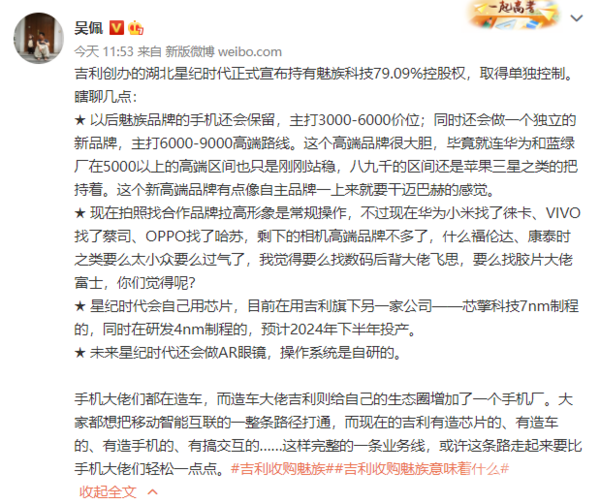 一起高考
吴佩
今天 11:53 来自 新版微博 weibo.com
吉利创办的湖北星纪时代正式宣布持有魅族科技79.09%控股权，取得单独控制。
瞎聊几点：
★ 以后魅族品牌的手机还会保留，主打3000-6000价位；同时还会做一个独立的
新品牌，主打6000-9000高端路线。这个高端品牌很大胆，毕竟就连华为和蓝绿
厂在5000以上的高端区间也只是刚刚站稳，八九千的区间还是苹果三星之类的把
持着。这个新高端品牌有点像自主品牌一上来就要干迈巴赫的感觉。
★ 现在拍照找合作品牌拉高形象是常规操作，不过现在华为小米找了徕卡、VIVO
找了蔡司、OPPO找了哈苏，剩下的相机高端品牌不多了，什么福伦达、康泰时
之类要么太小众要么过气了，我觉得要么找数码后背大佬飞思，要么找胶片大佬
富士，你们觉得呢？
★ 星纪时代会自己用芯片，目前在用吉利旗下另一家公司——芯擎科技7nm制程
的，同时在研发4nm制程的，预计2024年下半年投产。
★ 未来星纪时代还会做AR眼镜，操作系统是自研的。
手机大佬们都在造车，而造车大佬吉利则给自己的生态圈增加了一个手机厂。大
家都想把移动智能互联的一整条路径打通，而现在的吉利有造芯片的、有造车
的、有造手机的、有搞交互的......这样完整的一条业务线，或许这条路走起来要比
手机大佬们轻松一点点。#吉利收购魅族##吉利收购魅族意味着什么#
收起全文